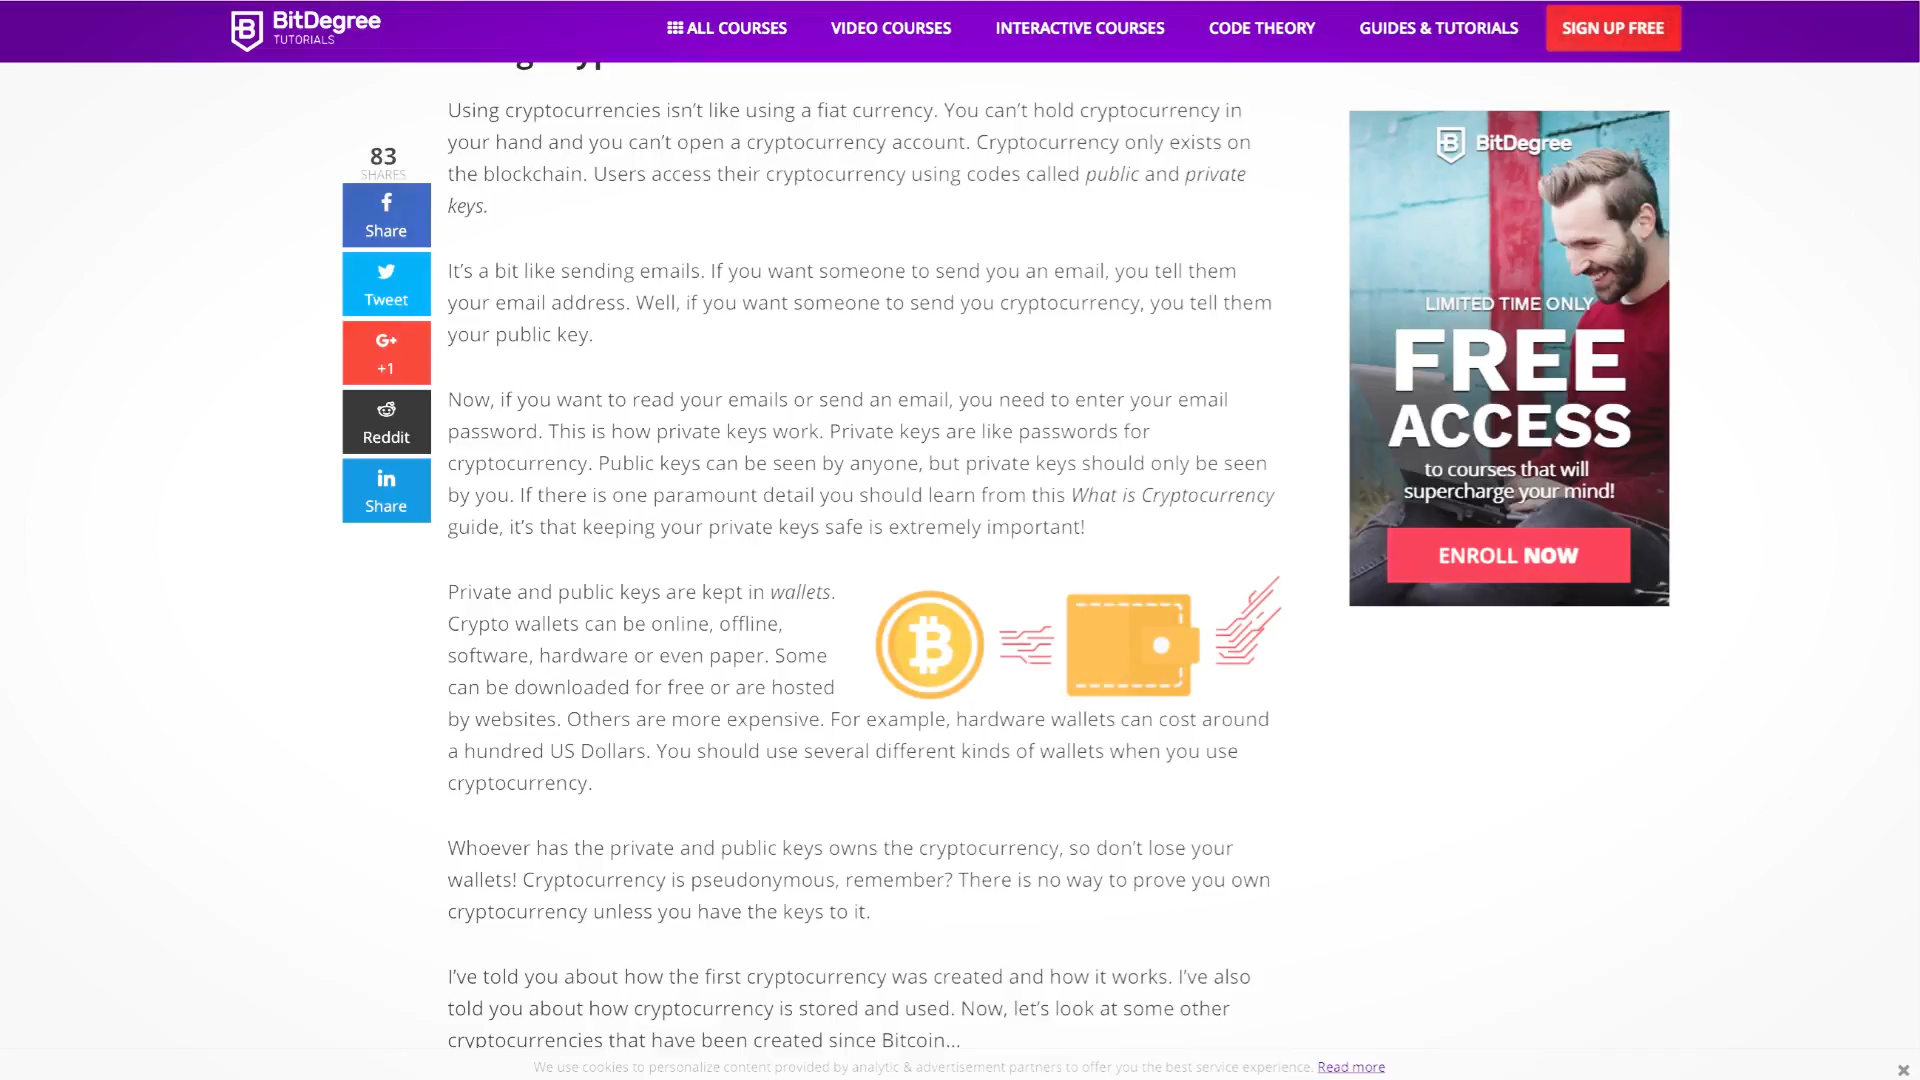 BitDegree
TUTORIALS
ALL COURSES
VIDEO COURSES
INTERACTIVE COURSES
CODE THEORY
GUIDES & TUTORIALS
SIGN UP FREE
Using cryptocurrencies isn’t like using a fiat currency. You can’t hold cryptocurrency in
your hand and you can’t open a cryptocurrency account. Cryptocurrency only exists on
the blockchain. Users access their cryptocurrency using codes called public and private
keys.
83
SHARES
Share
Tweet
G+
+1
Reddit
in
Share
It’s a bit like sending emails. If you want someone to send you an email, you tell them
your email address. Well, if you want someone to send you cryptocurrency, you tell them
your public key.
Now, if you want to read your emails or send an email, you need to enter your email
password. This is how private keys work. Private keys are like passwords for
cryptocurrency. Public keys can be seen by anyone, but private keys should only be seen
by you. If there is one paramount detail you should learn from this What is Cryptocurrency
guide, it’s that keeping your private keys safe is extremely important!
Private and public keys are kept in wallets.
Crypto wallets can be online, offline,
software, hardware or even paper. Some
can be downloaded for free or are hosted
by websites. Others are more expensive. For example, hardware wallets can cost around
a hundred US Dollars. You should use several different kinds of wallets when you use
cryptocurrency.
Whoever has the private and public keys owns the cryptocurrency, so don’t lose your
wallets! Cryptocurrency is pseudonymous, remember? There is no way to prove you own
cryptocurrency unless you have the keys to it.
I’ve told you about how the first cryptocurrency was created and how it works. I’ve also
told you about how cryptocurrency is stored and used. Now, let’s look at some other
cryptocurrencies that have been created since Bitcoin...
BitDegree
LIMITED TIME ONLY
FREE
ACCESS
to courses that will
supercharge your mind!
ENROLL NOW
We use cookies to personalize content provided by analytic & advertisement partners to offer you the best service experience. Read more